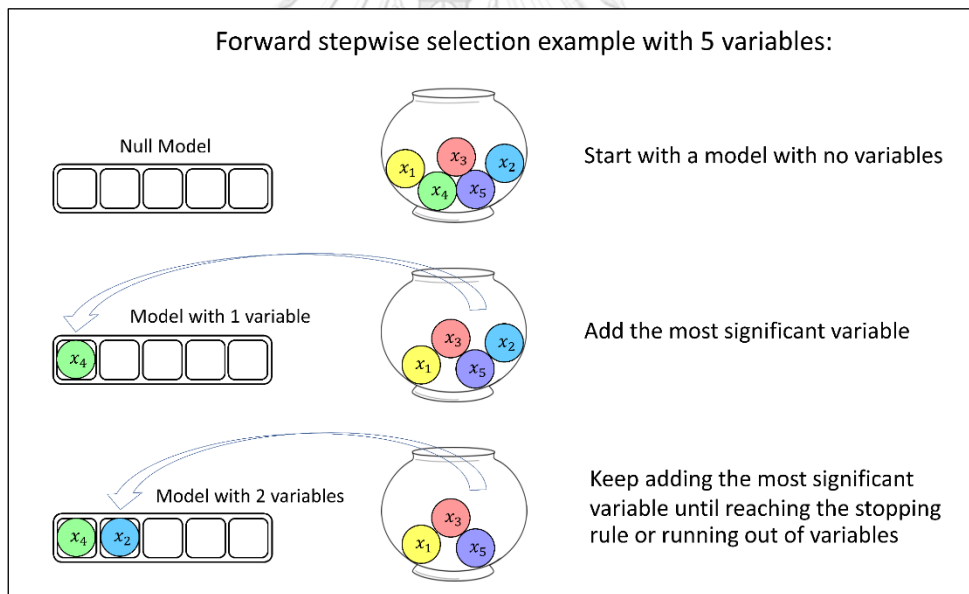 Forward stepwise selection example with 5 variables:
Null Model
x₁
x₃
x₂
x₄
x₅
Start with a model with no variables
Model with 1 variable
x₄
x₃
x₂
x₁
x₅
Add the most significant variable
Model with 2 variables
x₄
x₂
x₃
x₁
x₅
Keep adding the most significant
variable until reaching the stopping
rule or running out of variables